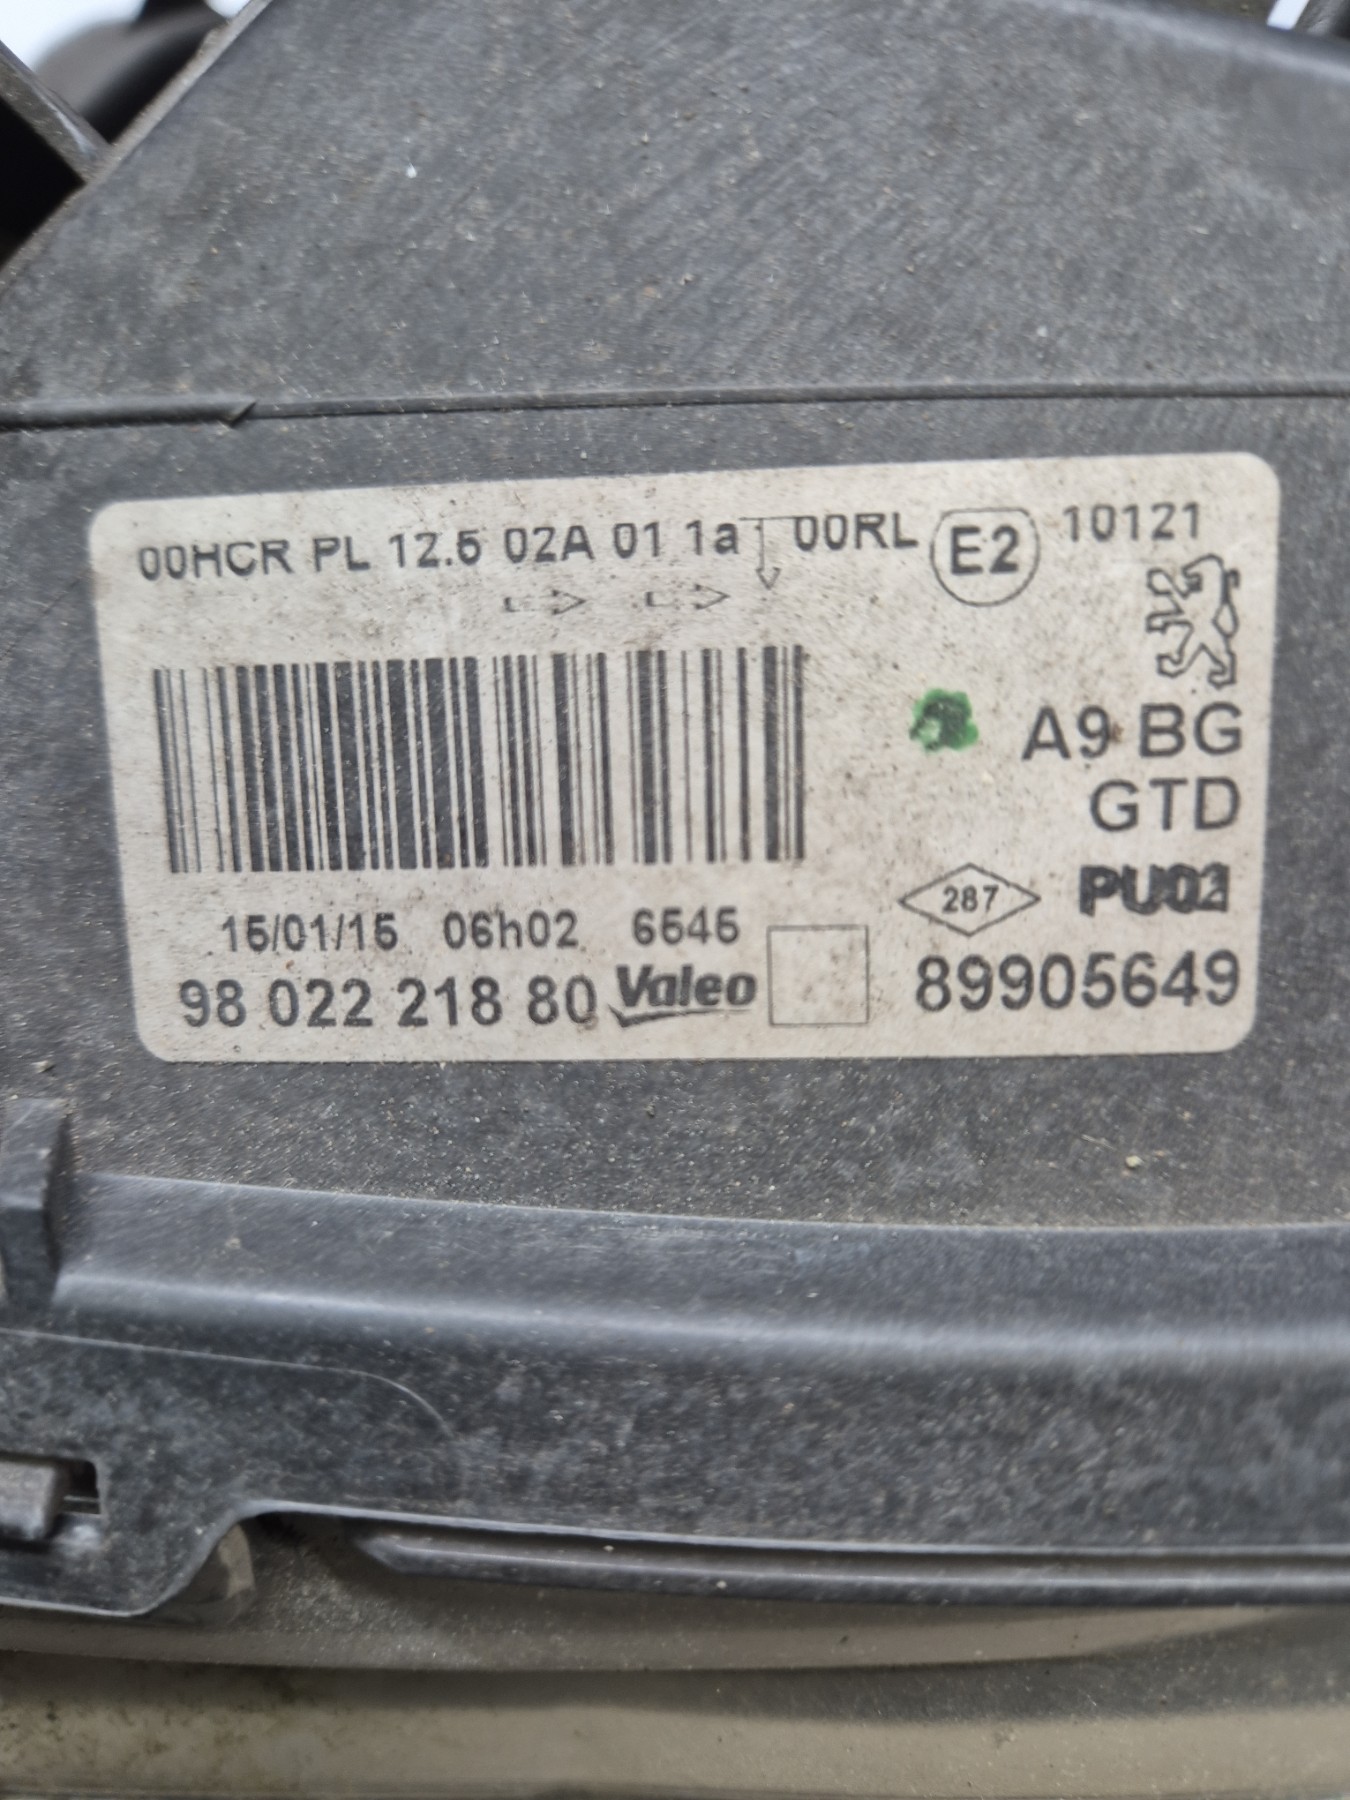 00HCR PL 12.5 02A 01 1a 00RL E2 10121
A9 BG
GTD
287 PU02
15/01/15 06h02 6545
98 022 218 80 Valeo 89905649